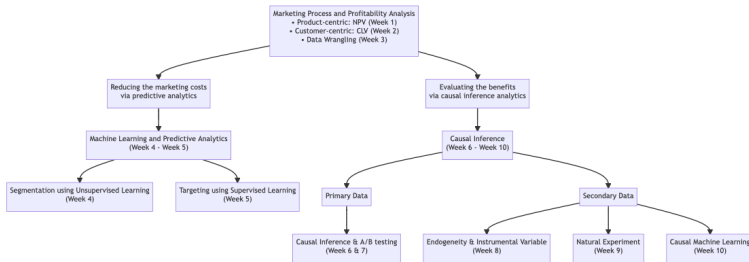 Marketing Process and Profitability Analysis
• Product-centric: NPV (Week 1)
• Customer-centric: CLV (Week 2)
• Data Wrangling (Week 3)
Reducing the marketing costs
via predictive analytics
Evaluating the benefits
via causal inference analytics
Machine Learning and Predictive Analytics
(Week 4 - Week 5)
Causal Inference
(Week 6 - Week 10)
Segmentation using Unsupervised Learning
(Week 4)
Targeting using Supervised Learning
(Week 5)
Primary Data
Secondary Data
Causal Inference & A/B testing
(Week 6 & 7)
Endogeneity & Instrumental Variable
(Week 8)
Natural Experiment
(Week 9)
Causal Machine Learning
(Week 10)